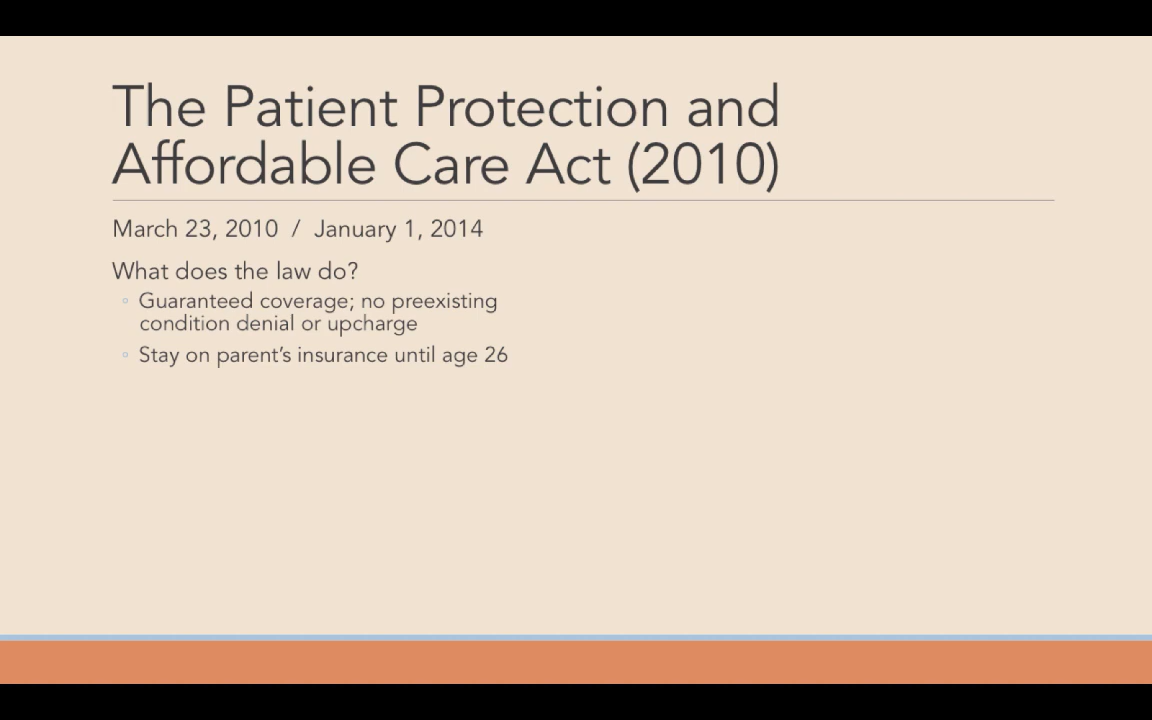 The Patient Protection and
Affordable Care Act (2010)
March 23, 2010 / January 1, 2014
What does the law do?
◦ Guaranteed coverage; no preexisting
condition denial or upcharge
◦ Stay on parent’s insurance until age 26